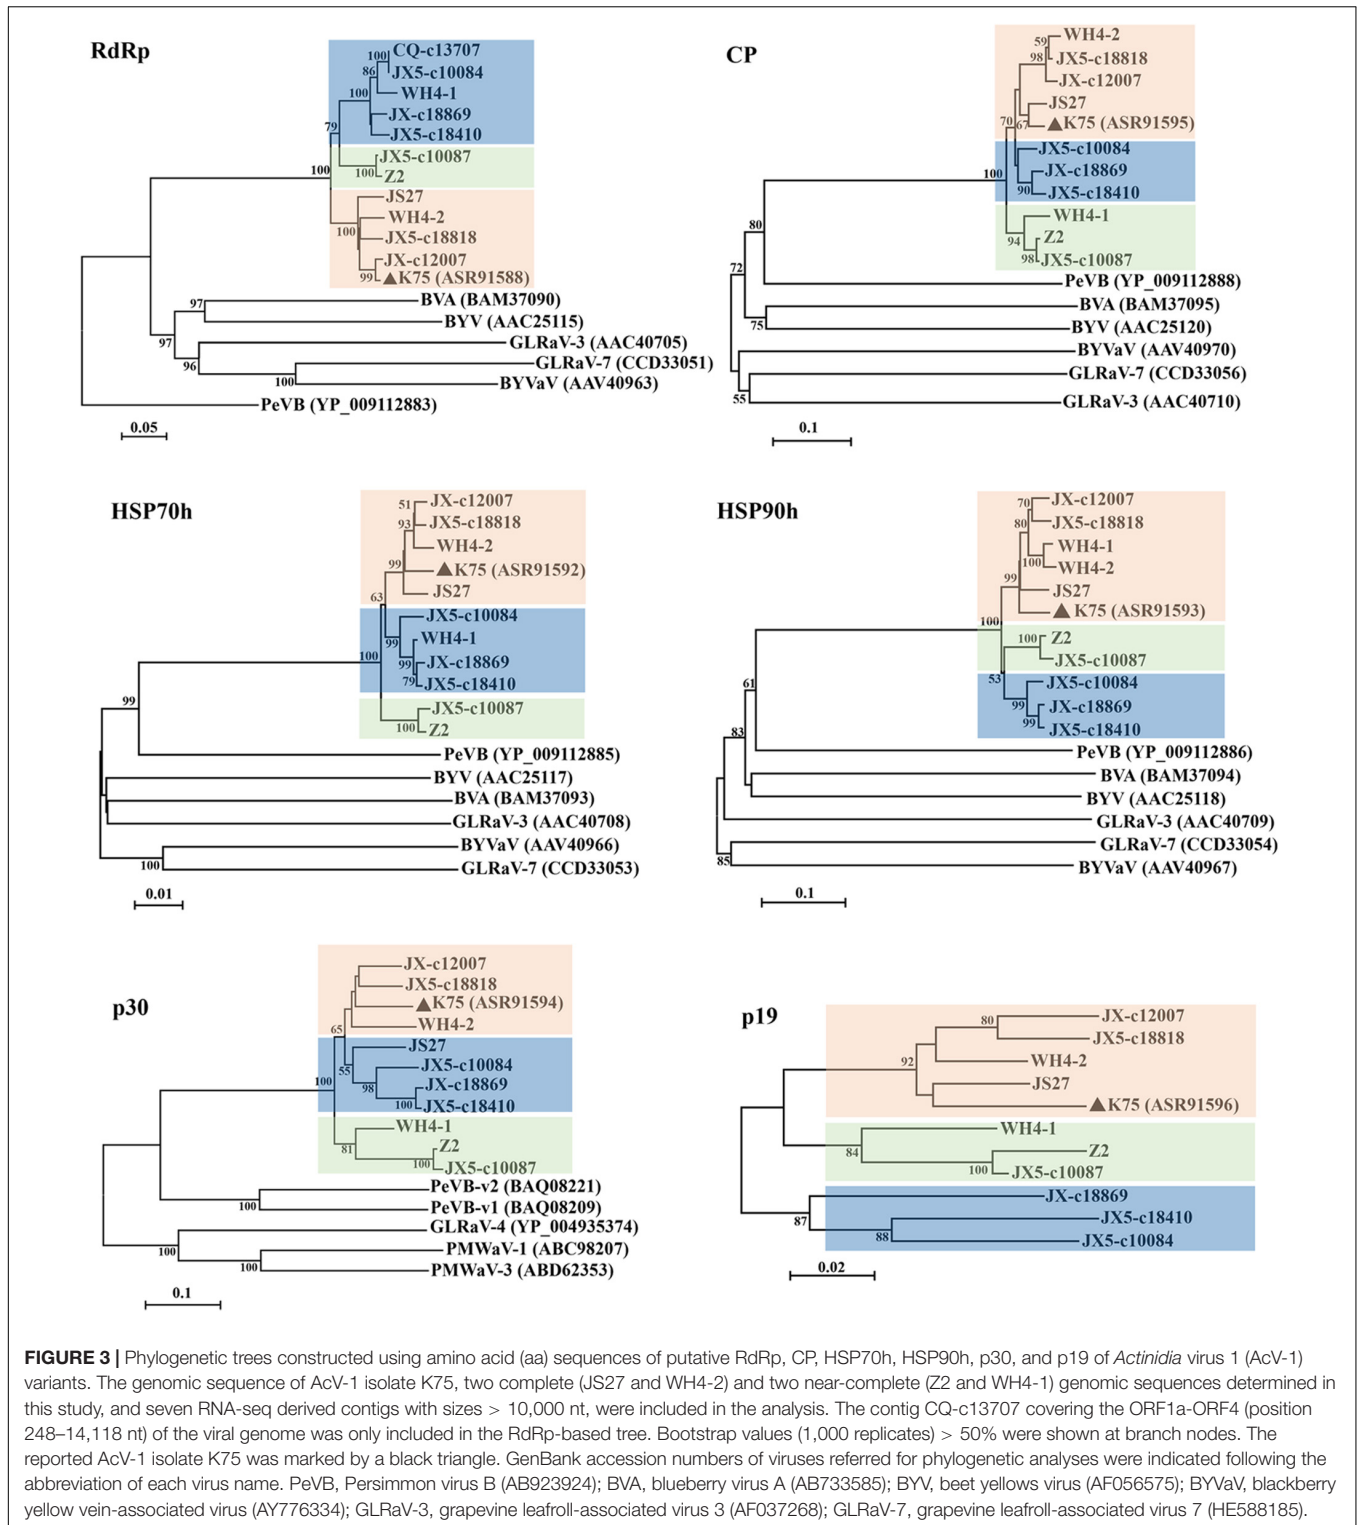 RdRp
100
CQ-c13707
86
JX5-c10084
100
WH4-1
JX-c18869
79
JX5-c18410
JX5-c10087
100
100
Z2
JS27
WH4-2
100
JX5-c18818
JX-c12007
99
K75 (ASR91588)
97
BVA (BAM37090)
BYV (AAC25115)
97
GLRaV-3 (AAC40705)
96
GLRaV-7 (CCD33051)
100
BYVaV (AAV40963)
PeVB (YP_009112883)
0.05
CP
59
WH4-2
98
JX5-c18818
JX-c12007
JS27
70
67
K75 (ASR91595)
JX5-c10084
100
JX-c18869
90
JX5-c18410
WH4-1
94
Z2
98
JX5-c10087
80
72
PeVB (YP_009112888)
BVA (BAM37095)
75
BYV (AAC25120)
BYVaV (AAV40970)
GLRaV-7 (CCD33056)
55
GLRaV-3 (AAC40710)
0.1
HSP70h
51
JX-c12007
93
JX5-c18818
WH4-2
99
K75 (ASR91592)
JS27
63
JX5-c10084
99
WH4-1
100
99
JX-c18869
79
JX5-c18410
JX5-c10087
100
Z2
99
PeVB (YP_009112885)
BYV (AAC25117)
BVA (BAM37093)
GLRaV-3 (AAC40708)
BYVaV (AAV40966)
100
GLRaV-7 (CCD33053)
0.01
HSP90h
70
JX-c12007
80
JX5-c18818
WH4-1
100
WH4-2
99
JS27
K75 (ASR91593)
100
100
Z2
JX5-c10087
53
JX5-c10084
99
JX-c18869
99
JX5-c18410
61
83
PeVB (YP_009112886)
BVA (BAM37094)
BYV (AAC25118)
GLRaV-3 (AAC40709)
GLRaV-7 (CCD33054)
85
BYVaV (AAV40967)
0.1
p30
JX-c12007
JX5-c18818
K75 (ASR91594)
65
WH4-2
JS27
55
JX5-c10084
100
98
JX-c18869
100
JX5-c18410
WH4-1
81
Z2
100
JX5-c10087
PeVB-v2 (BAQ08221)
100
PeVB-v1 (BAQ08209)
GLRaV-4 (YP_004935374)
100
PMWaV-1 (ABC98207)
100
PMWaV-3 (ABD62353)
0.1
p19
80
JX-c12007
JX5-c18818
92
WH4-2
JS27
K75 (ASR91596)
WH4-1
84
Z2
100
JX5-c10087
JX-c18869
87
JX5-c18410
88
JX5-c10084
0.02
FIGURE 3 | Phylogenetic trees constructed using amino acid (aa) sequences of putative RdRp, CP, HSP70h, HSP90h, p30, and p19 of Actinidia virus 1 (AcV-1)
variants. The genomic sequence of AcV-1 isolate K75, two complete (JS27 and WH4-2) and two near-complete (Z2 and WH4-1) genomic sequences determined in
this study, and seven RNA-seq derived contigs with sizes > 10,000 nt, were included in the analysis. The contig CQ-c13707 covering the ORF1a-ORF4 (position
248–14,118 nt) of the viral genome was only included in the RdRp-based tree. Bootstrap values (1,000 replicates) > 50% were shown at branch nodes. The
reported AcV-1 isolate K75 was marked by a black triangle. GenBank accession numbers of viruses referred for phylogenetic analyses were indicated following the
abbreviation of each virus name. PeVB, Persimmon virus B (AB923924); BVA, blueberry virus A (AB733585); BYV, beet yellows virus (AF056575); BYVaV, blackberry
yellow vein-associated virus (AY776334); GLRaV-3, grapevine leafroll-associated virus 3 (AF037268); GLRaV-7, grapevine leafroll-associated virus 7 (HE588185).